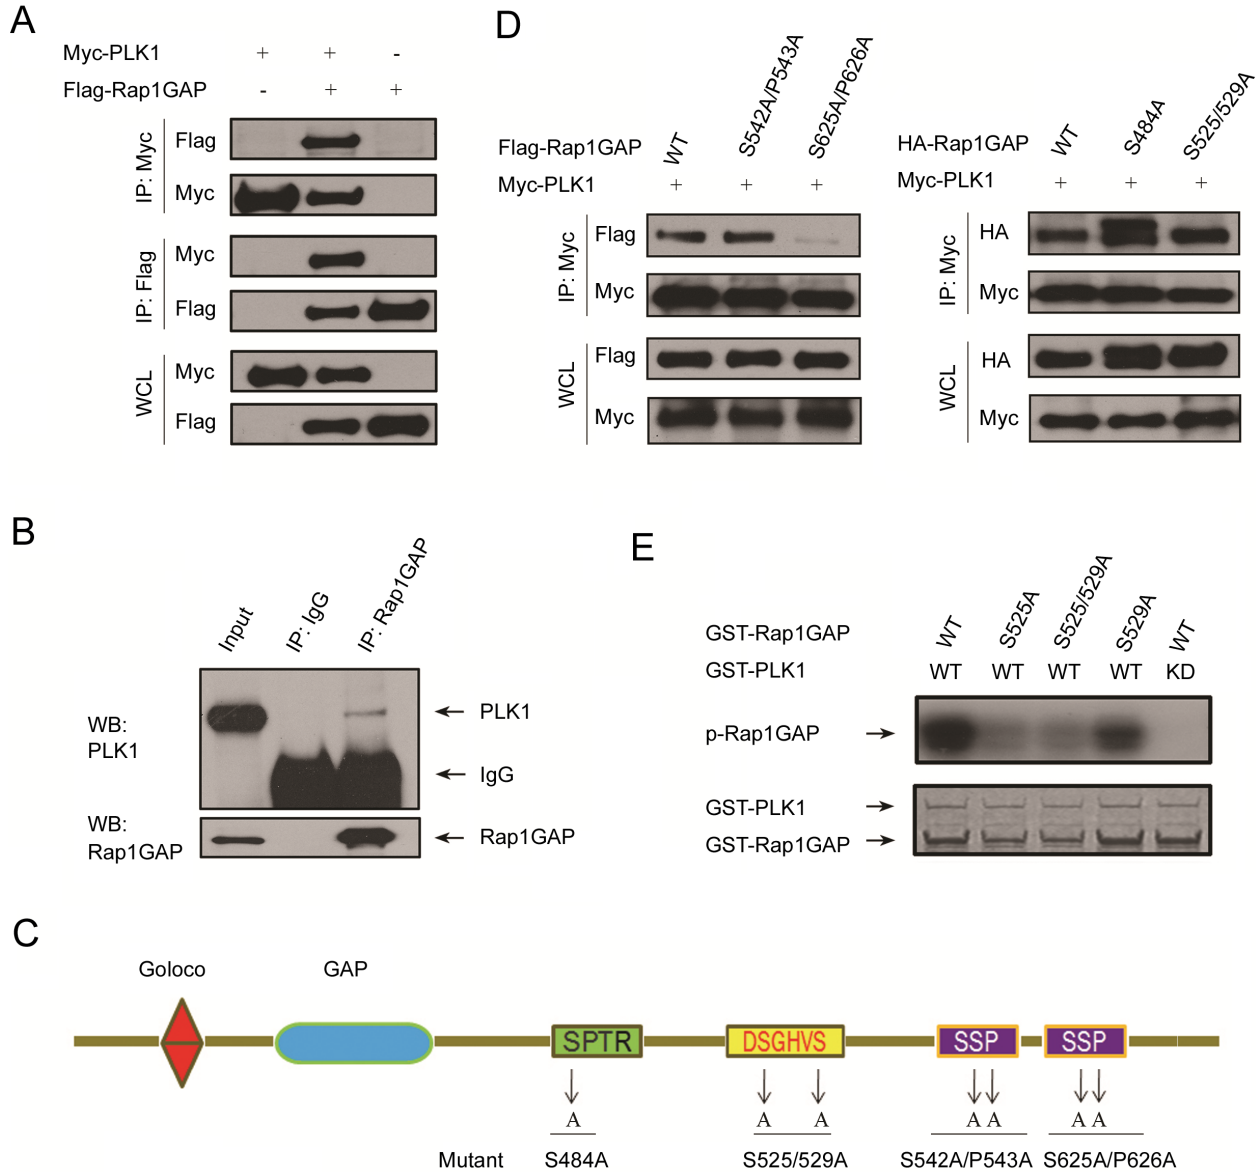 A
Myc-PLK1 + + -
Flag-Rap1GAP - + +
IP: Myc
Flag
Myc
IP: Flag
Myc
Flag
WCL
Myc
Flag
D
Flag-Rap1GAP WT S542A/P543A S625A/P626A
Myc-PLK1 + + +
IP: Myc
Flag
Myc
WCL
Flag
Myc
HA-Rap1GAP WT S484A S525/529A
Myc-PLK1 + + +
IP: Myc
HA
Myc
WCL
HA
Myc
B
Input IP: IgG IP: Rap1GAP
WB:
PLK1
PLK1
IgG
WB:
Rap1GAP
Rap1GAP
E
GST-Rap1GAP WT S525A S525/529A S529A WT
GST-PLK1 WT WT WT WT KD
p-Rap1GAP
GST-PLK1
GST-Rap1GAP
C
Goloco GAP
SPTR DSGHVS SSP SSP
A A A A A A A
Mutant S484A S525/529A S542A/P543A S625A/P626A